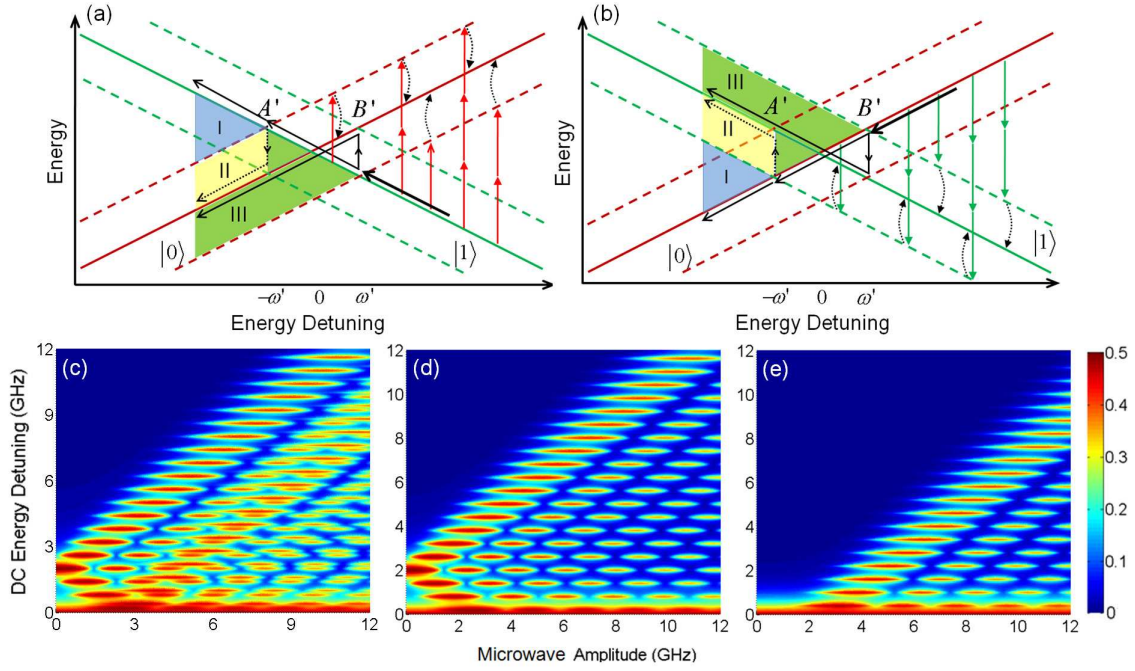 (a)
Energy
A'
B'
I
II
III
|0⟩
|1⟩
−ω' 0 ω'
Energy Detuning
(b)
Energy
III
A'
B'
II
I
|0⟩
|1⟩
−ω' 0 ω'
Energy Detuning
(c)
DC Energy Detuning (GHz)
12
9
6
3
0
0 3 6 9 12
(d)
12
10
8
6
4
2
0
0 2 4 6 8 10 12
(e)
12
10
8
6
4
2
0
0 2 4 6 8 10 12
0.5
0.4
0.3
0.2
0.1
0
Microwave Amplitude (GHz)